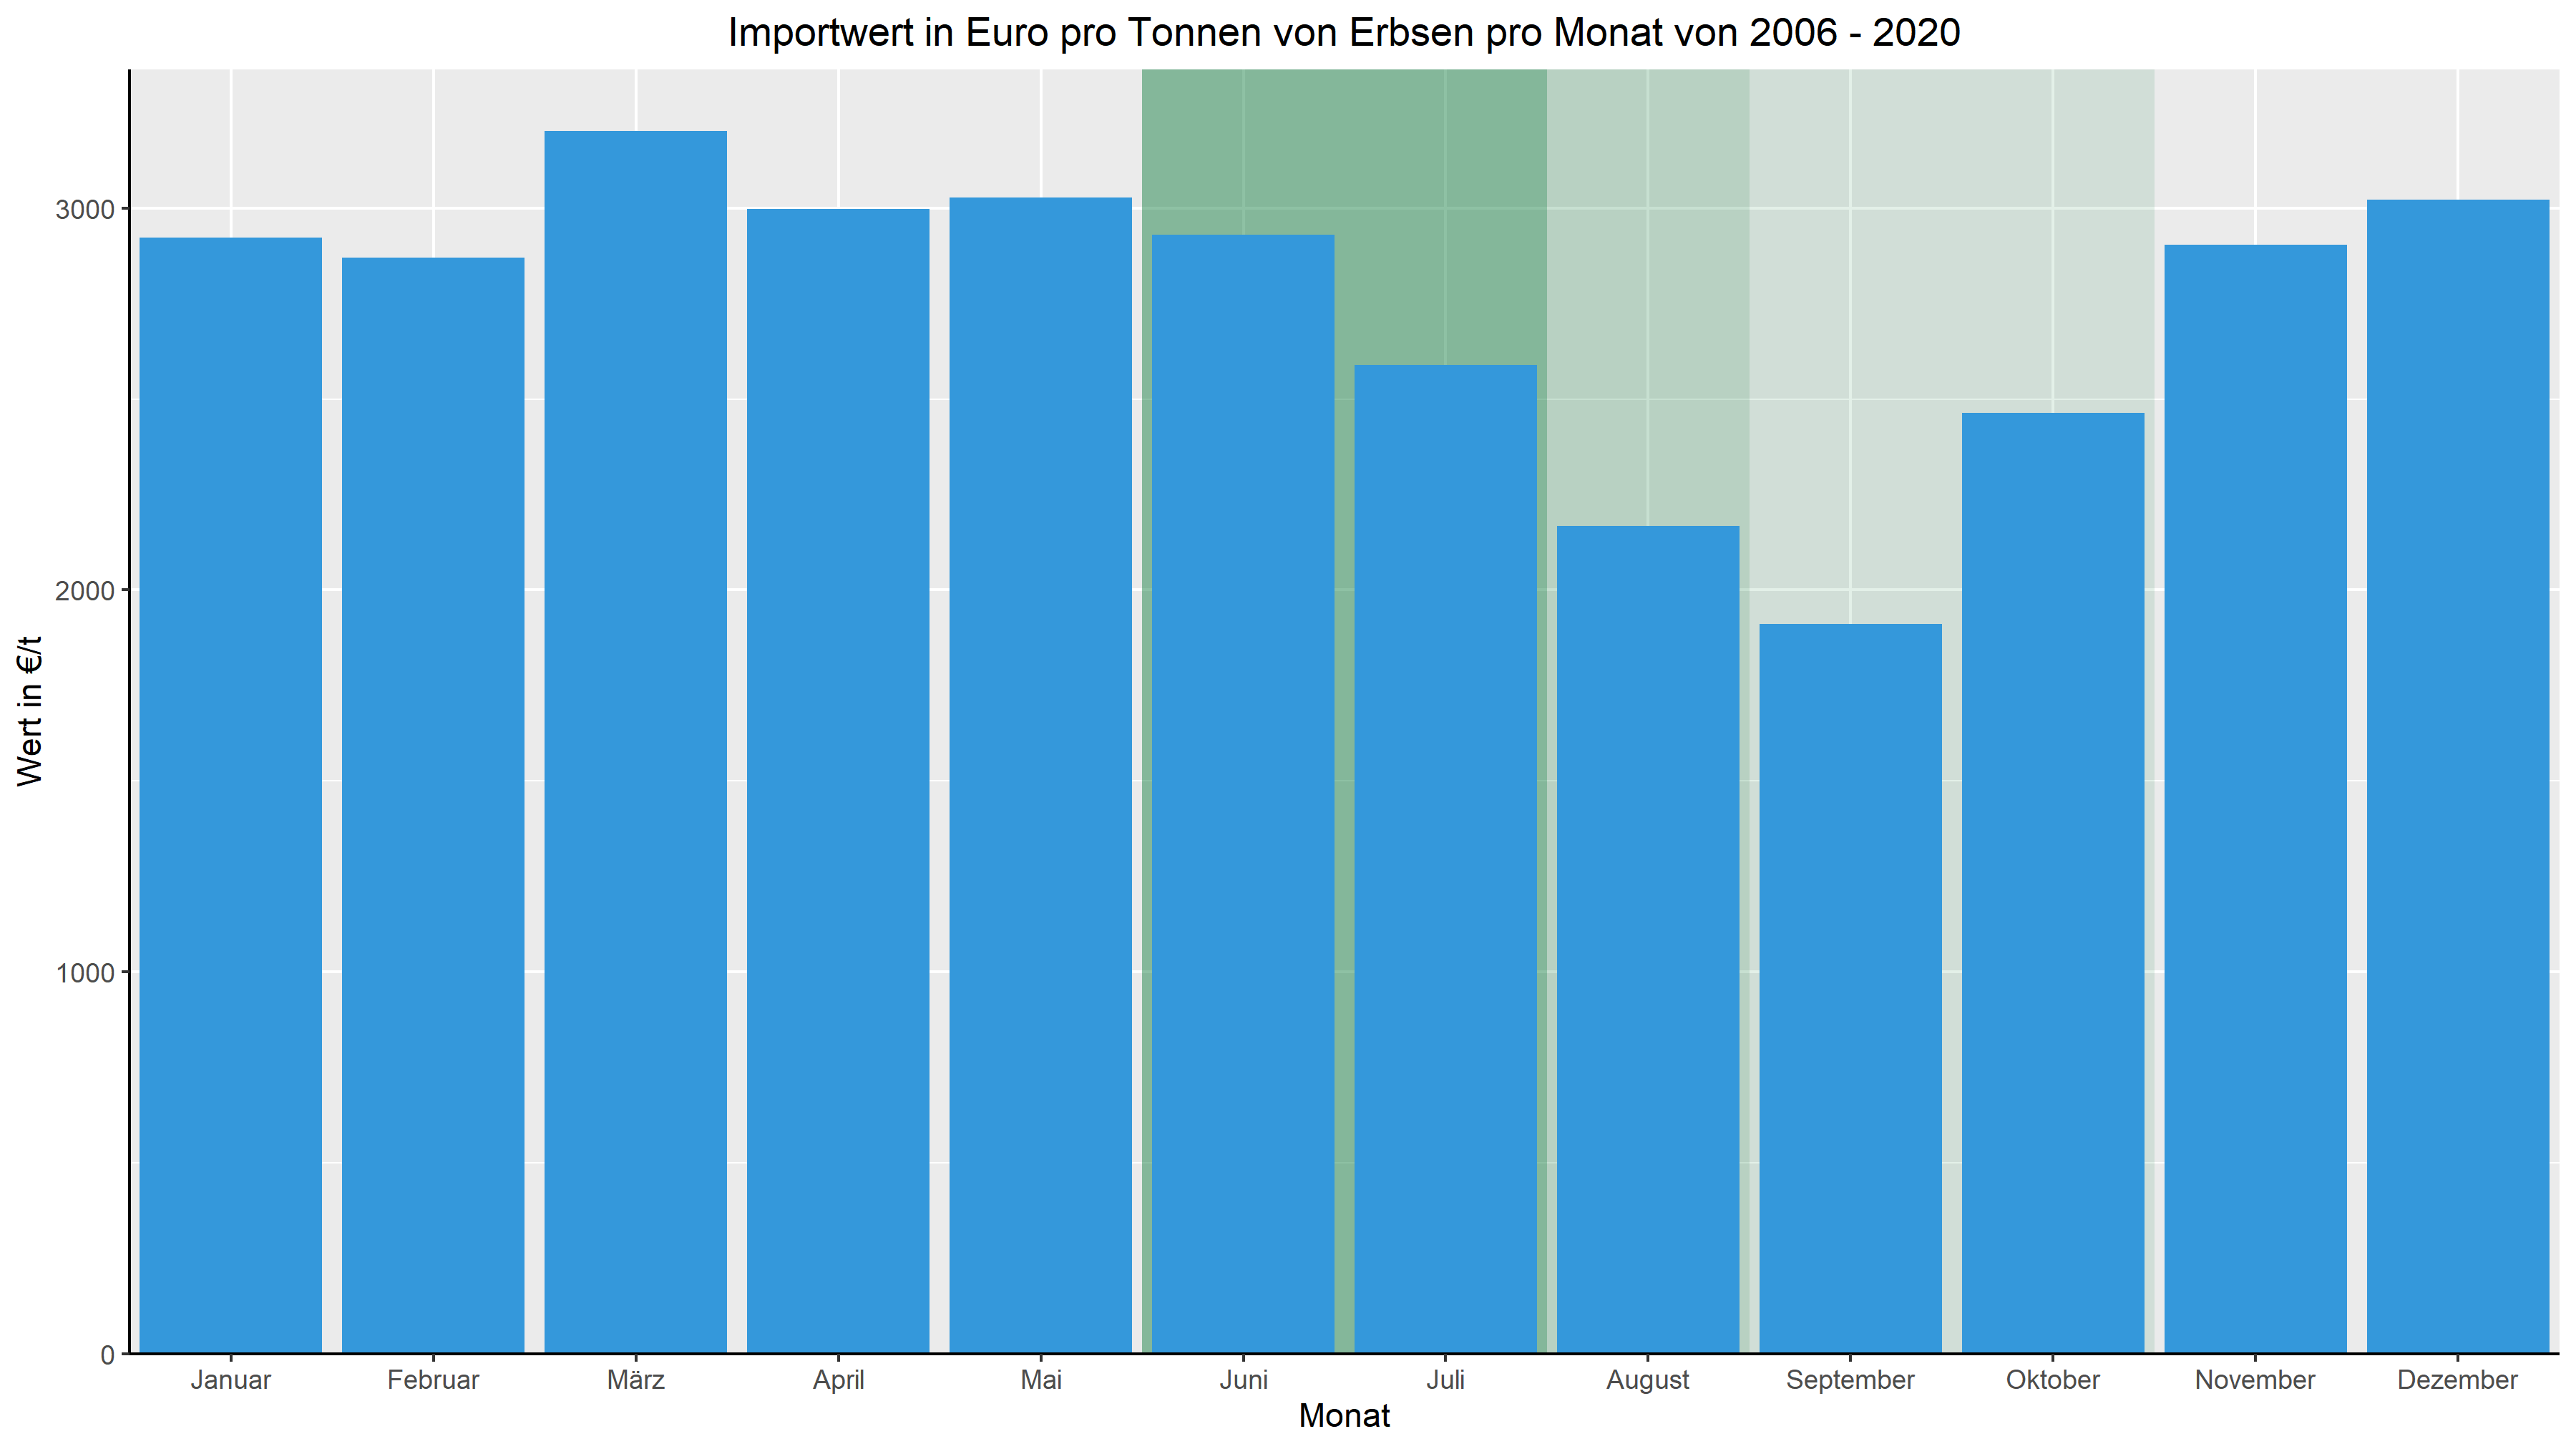 Importwert in Euro pro Tonnen von Erbsen pro Monat von 2006 - 2020
Wert in €/t
3000
2000
1000
0
Januar Februar März April Mai Juni Juli August September Oktober November Dezember
Monat